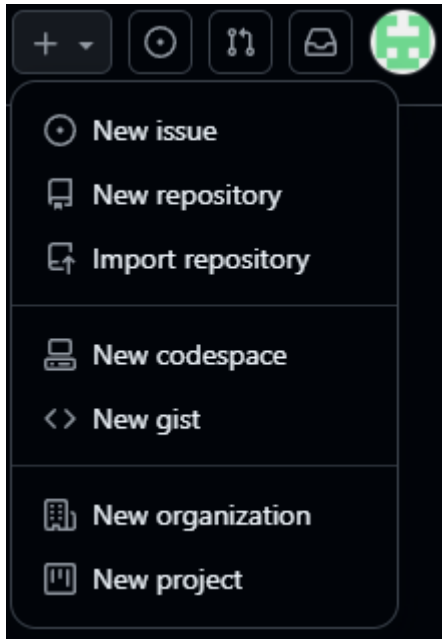 New issue
New repository
Import repository
New codespace
New gist
New organization
New project